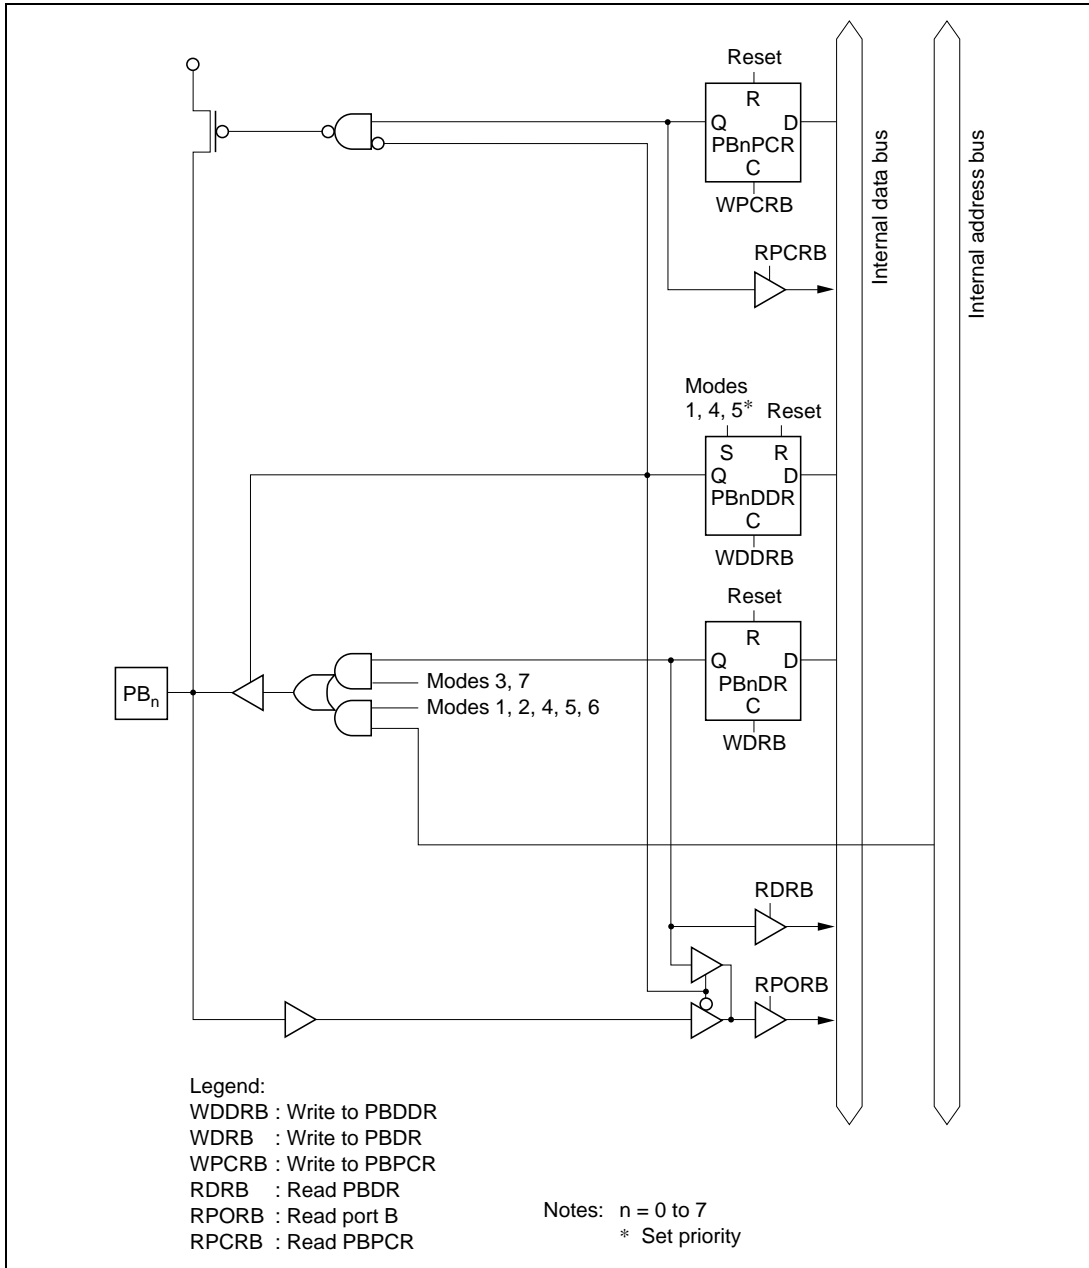 Reset
R
Q D
PBnPCR
C
WPCRB
Internal data bus
Internal address bus
RPCRB
Modes
1, 4, 5* Reset
S R
Q D
PBnDDR
C
WDDRB
Reset
R
Q D
PBnDR
C
WDRB
PBn
Modes 3, 7
Modes 1, 2, 4, 5, 6
RDRB
RPORB
Legend:
WDDRB : Write to PBDDR
WDRB : Write to PBDR
WPCRB : Write to PBPCR
RDRB : Read PBDR
RPORB : Read port B
RPCRB : Read PBPCR
Notes: n = 0 to 7
* Set priority